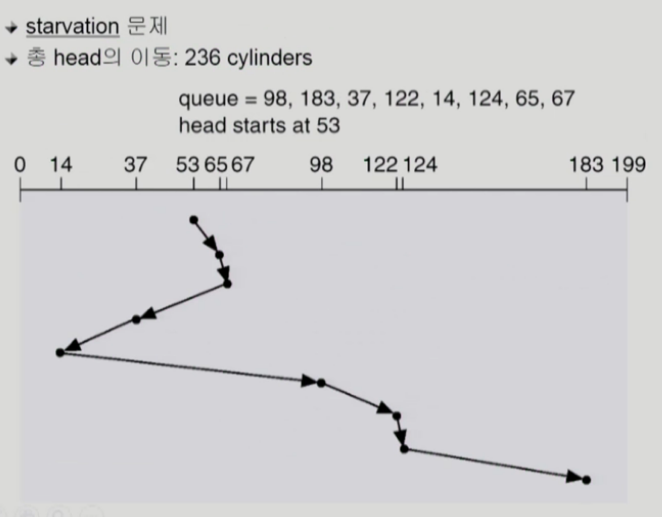 starvation 문제
총 head의 이동: 236 cylinders
queue = 98, 183, 37, 122, 14, 124, 65, 67
head starts at 53
0 14 37 53 65 67 98 122 124 183 199